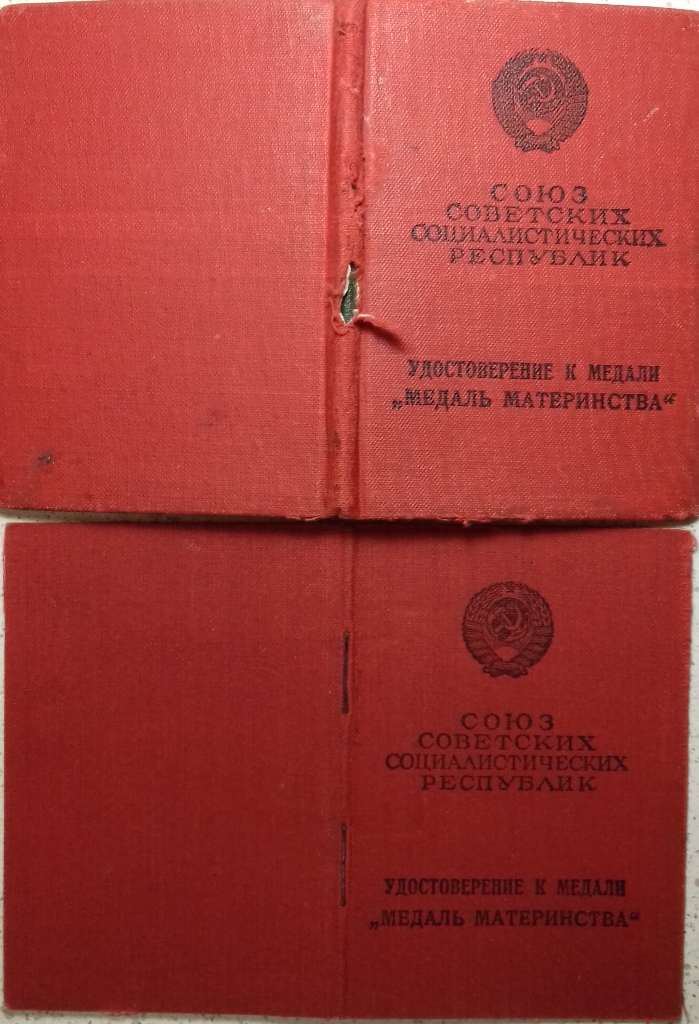 СОЮЗ
СОВЕТСКИХ
СОЦИАЛИСТИЧЕСКИХ
РЕСПУБЛИК
УДОСТОВЕРЕНИЕ К МЕДАЛИ
„МЕДАЛЬ МАТЕРИНСТВА“
СОЮЗ
СОВЕТСКИХ
СОЦИАЛИСТИЧЕСКИХ
РЕСПУБЛИК
УДОСТОВЕРЕНИЕ К МЕДАЛИ
„МЕДАЛЬ МАТЕРИНСТВА“